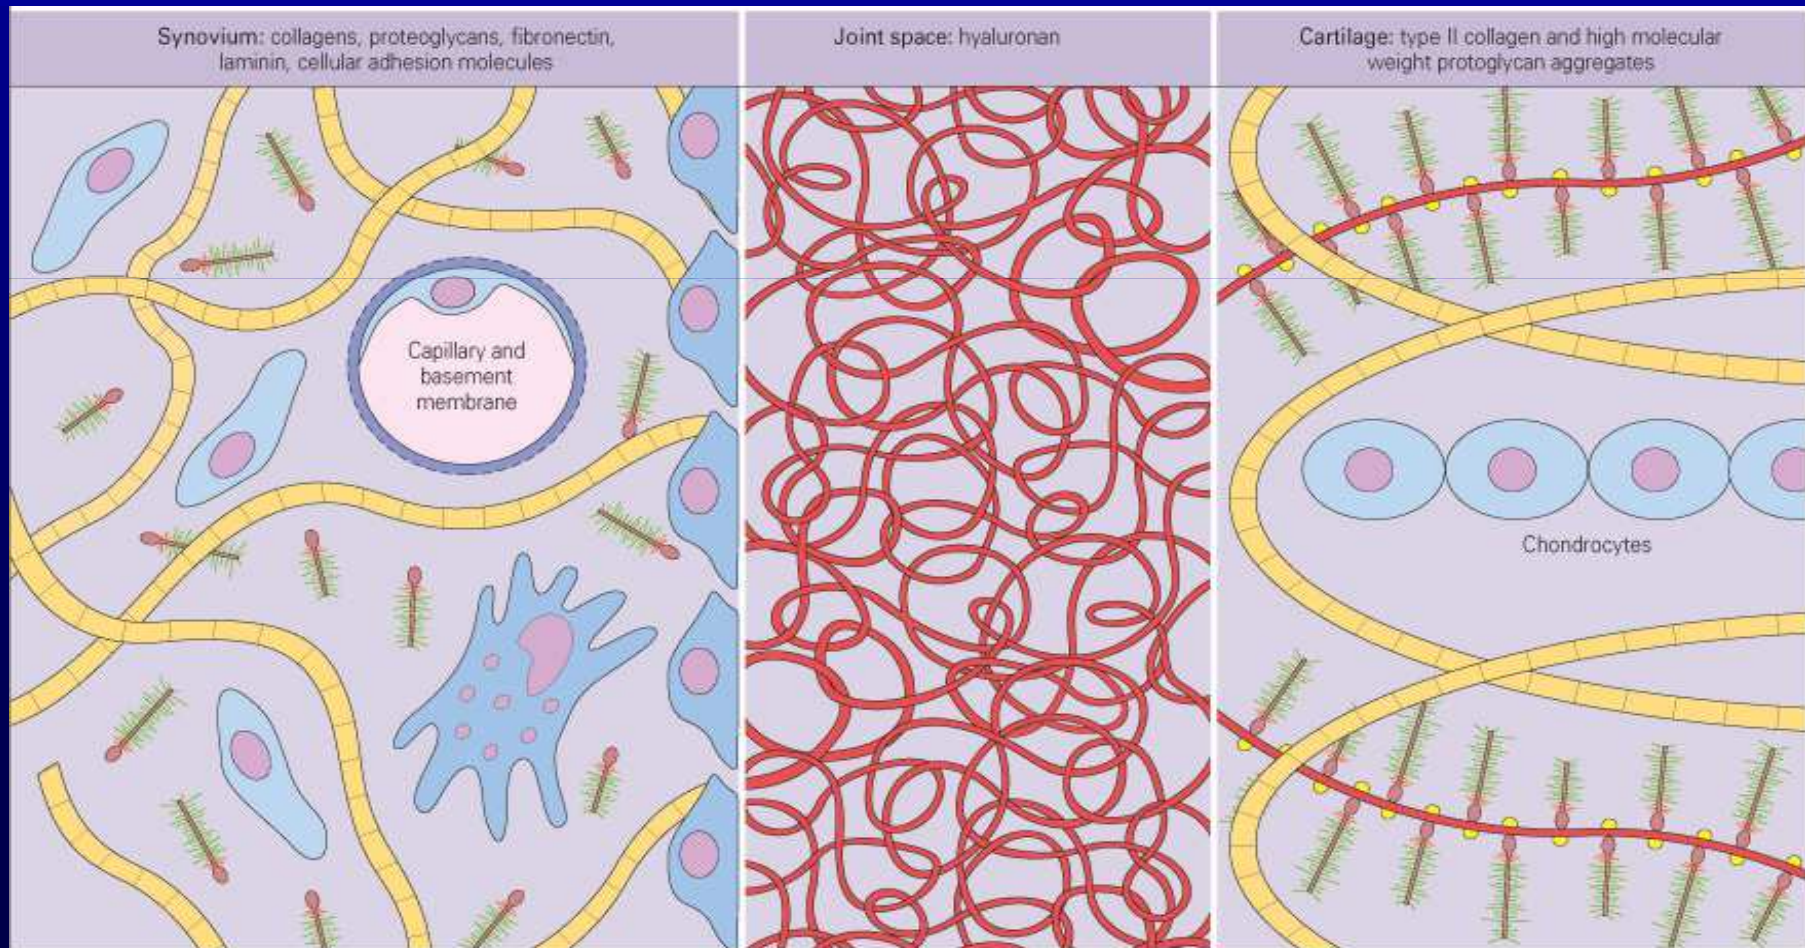 Synovium: collagens, proteoglycans, fibronectin,
laminin, cellular adhesion molecules
Joint space: hyaluronan
Cartilage: type II collagen and high molecular
weight protoglycan aggregates
Capillary and
basement
membrane
Chondrocytes